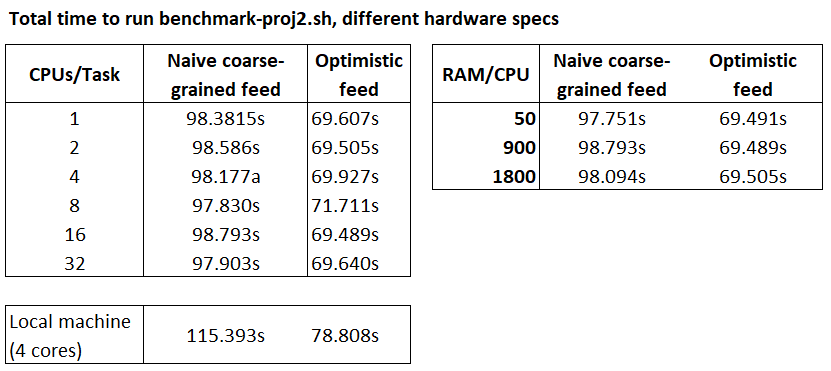 Total time to run benchmark-proj2.sh, different hardware specs
CPUs/Task Naive coarse-grained feed Optimistic feed
1 98.3815s 69.607s
2 98.586s 69.505s
4 98.177a 69.927s
8 97.830s 71.711s
16 98.793s 69.489s
32 97.903s 69.640s
Local machine (4 cores) 115.393s 78.808s
RAM/CPU Naive coarse-grained feed Optimistic feed
50 97.751s 69.491s
900 98.793s 69.489s
1800 98.094s 69.505s